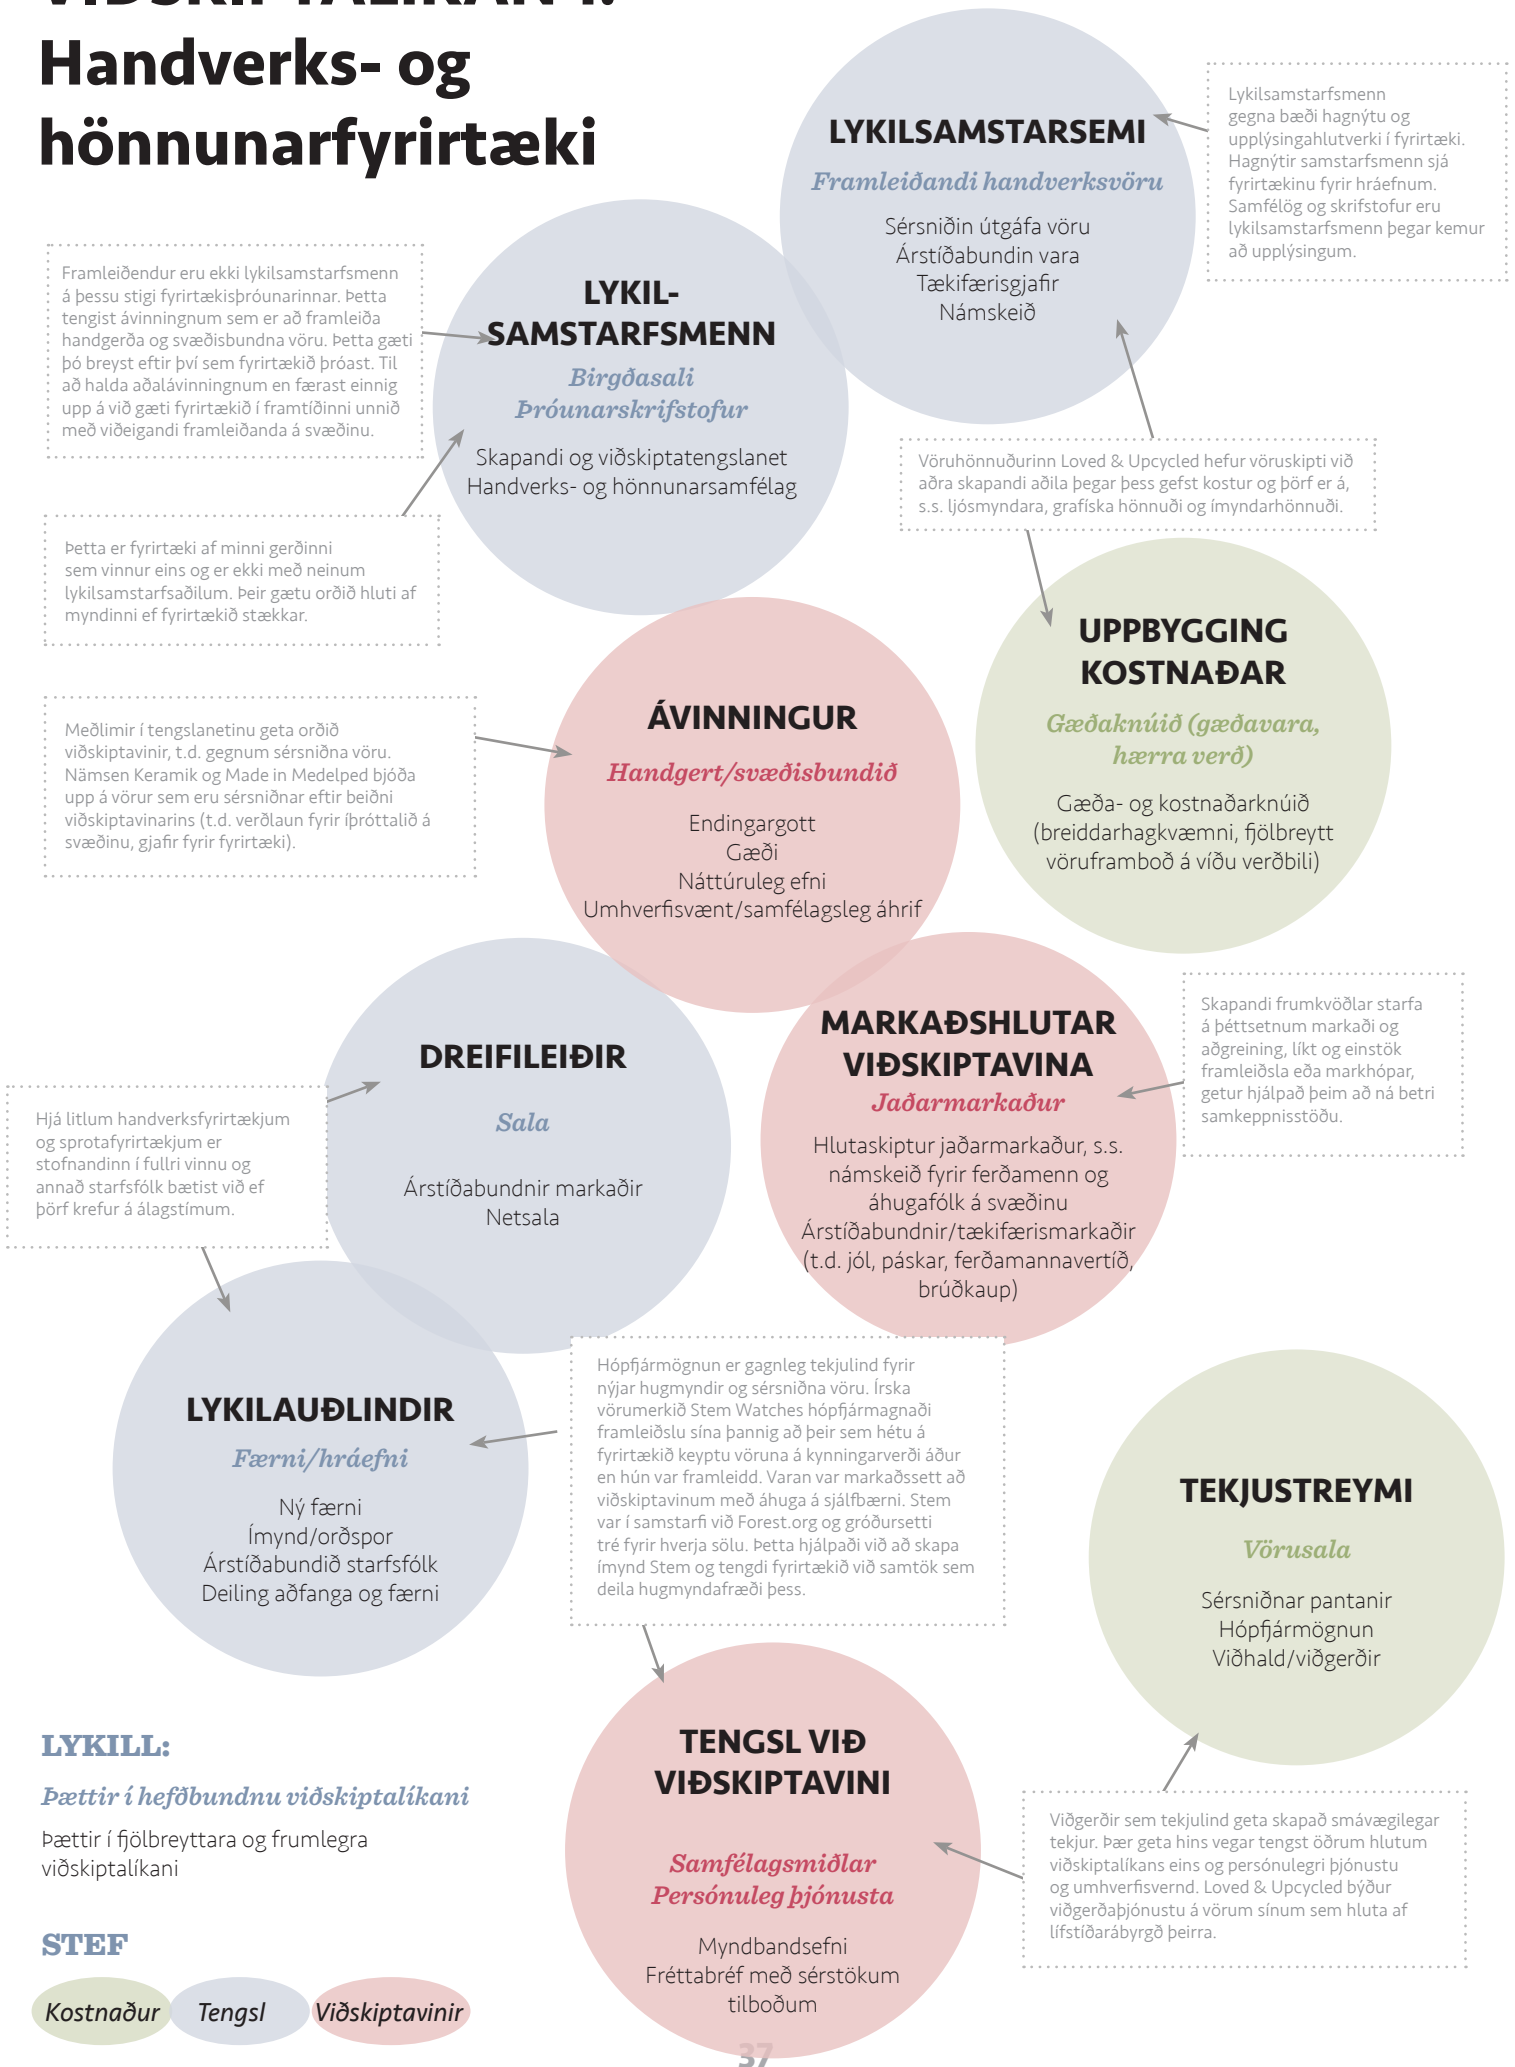 VIÐSKIPTALÍKAN 1:
Handverks- og
hönnunarfyrirtæki
LYKILSAMSTARSEMI
Framleiðandi handverksvöru
Sérsniðin útgáfa vöru
Árstíðabundin vara
Tækifærisgjafir
Námskeið
Lykilsamstarfsmenn
gegna bæði hagnýtu og
upplýsingahlutverki í fyrirtæki.
Hagnýtir samstarfsmenn sjá
fyrirtækinu fyrir hráefnum.
Samfélög og skrifstofur eru
lykilsamstarfsmenn þegar kemur
að upplýsingum.
Framleiðendur eru ekki lykilsamstarfsmenn
á þessu stigi fyrirtækisþróunarinnar. Þetta
tengist ávinningnum sem er að framleiða
handgerða og svæðisbundna vöru. Þetta gæti
þó breyst eftir því sem fyrirtækið þróast. Til
að halda aðalávinningnum en færast einnig
upp á við gæti fyrirtækið í framtíðinni unnið
með viðeigandi framleiðanda á svæðinu.
LYKIL-
SAMSTARFSMENN
Birgðasali
Þróunarskrifstofur
Skapandi og viðskiptatengslanet
Handverks- og hönnunarsamfélag
Vöruhönnuðurinn Loved & Upcycled hefur vöruskipti við
aðra skapandi aðila þegar þess gefst kostur og þörf er á,
s.s. ljósmyndara, grafíska hönnuði og ímyndarhönnuði.
Þetta er fyrirtæki af minni gerðinni
sem vinnur eins og er ekki með neinum
lykilsamstarfsaðilum. Þeir gætu orðið hluti af
myndinni ef fyrirtækið stækkar.
UPPBYGGING
KOSTNAÐAR
Gæðaknúið (gæðavara,
hærra verð)
Gæða- og kostnaðarknúið
(breiddarhagkvæmni, fjölbreytt
vöruframboð á víðu verðbili)
Meðlimir í tengslanetinu geta orðið
viðskiptavinir, t.d. gegnum sérsniðna vöru.
Nämsen Keramik og Made in Medelped bjóða
upp á vörur sem eru sérsniðnar eftir beiðni
viðskiptavinarins (t.d. verðlaun fyrir íþróttalið á
svæðinu, gjafir fyrir fyrirtæki).
ÁVINNINGUR
Handgert/svæðisbundið
Endingargott
Gæði
Náttúruleg efni
Umhverfisvænt/samfélagsleg áhrif
DREIFILEIÐIR
Sala
Árstíðabundnir markaðir
Netsala
MARKAÐSHLUTAR
VIÐSKIPTAVINA
Jaðarmarkaður
Hlutaskiptur jaðarmarkaður, s.s.
námskeið fyrir ferðamenn og
áhugafólk á svæðinu
Árstíðabundnir/tækifærismarkaðir
(t.d. jól, páskar, ferðamannavertíð,
brúðkaup)
Skapandi frumkvöðlar starfa
á þéttsetnum markaði og
aðgreining, líkt og einstök
framleiðsla eða markhópar,
getur hjálpað þeim að ná betri
samkeppnisstöðu.
Hjá litlum handverksfyrirtækjum
og sprotafyrirtækjum er
stofnandinn í fullri vinnu og
annað starfsfólk bætist við ef
þörf krefur á álagstímum.
LYKILAUÐLINDIR
Færni/hráefni
Ný færni
Ímynd/orðspor
Árstíðabundið starfsfólk
Deiling aðfanga og færni
Hópfjármögnun er gagnleg tekjulind fyrir
nýjar hugmyndir og sérsniðna vöru. Írska
vörumerkið Stem Watches hópfjármagnaði
framleiðslu sína þannig að þeir sem hétu á
fyrirtækið keyptu vöruna á kynningarverði áður
en hún var framleidd. Varan var markaðssett að
viðskiptavinum með áhuga á sjálfbærni. Stem
var í samstarfi við Forest.org og gróðursetti
tré fyrir hverja sölu. Þetta hjálpaði við að skapa
ímynd Stem og tengdi fyrirtækið við samtök sem
deila hugmyndafræði þess.
TEKJUSTREYMI
Vörusala
Sérsniðnar pantanir
Hópfjármögnun
Viðhald/viðgerðir
TENGSL VIÐ
VIÐSKIPTAVINI
Samfélagsmiðlar
Persónuleg þjónusta
Myndbandsefni
Fréttabréf með sérstökum
tilboðum
Viðgerðir sem tekjulind geta skapað smávægilegar
tekjur. Þær geta hins vegar tengst öðrum hlutum
viðskiptalíkans eins og persónulegri þjónustu
og umhverfisvernd. Loved & Upcycled býður
viðgerðaþjónustu á vörum sínum sem hluta af
lífstíðarábyrgð þeirra.
LYKILL:
Þættir í hefðbundnu viðskiptalíkani
Þættir í fjölbreyttara og frumlegra
viðskiptalíkani
STEF
Kostnaður
Tengsl
Viðskiptavinir
37